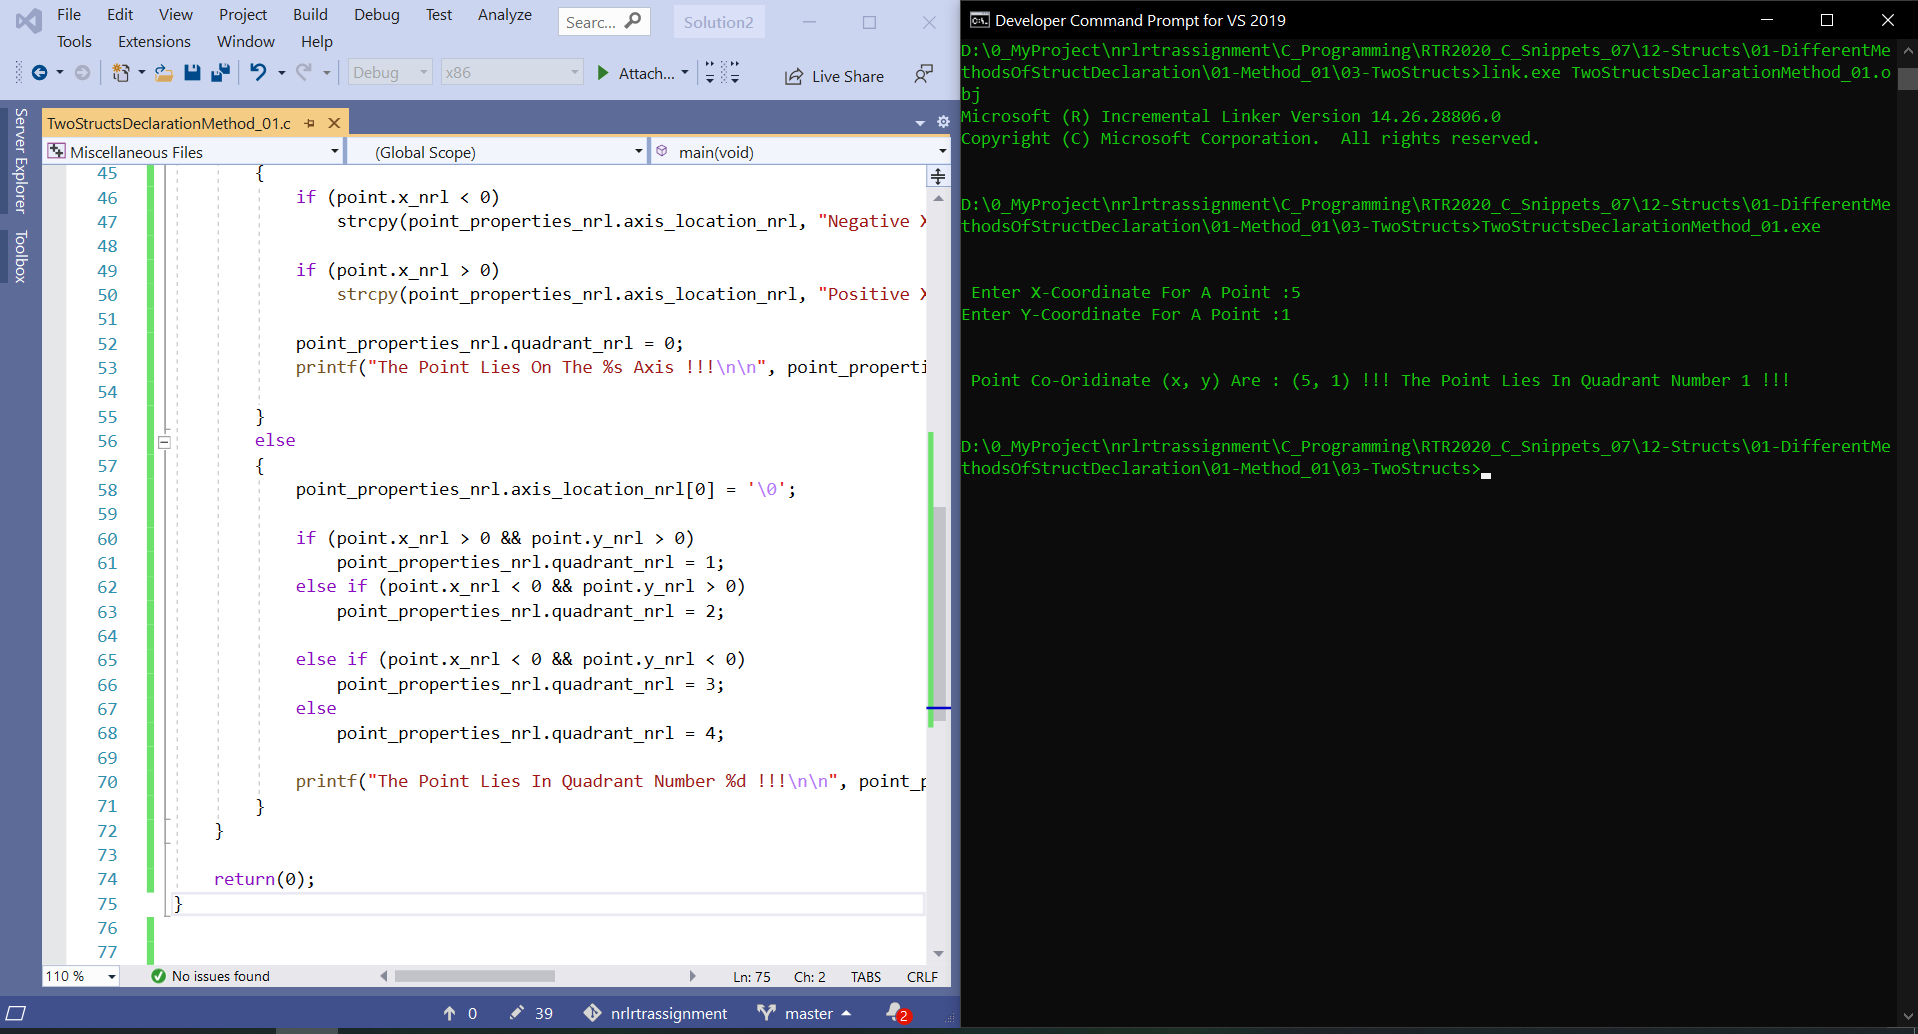 File Edit View Project Build Debug Test Analyze Searc... Solution2
Tools Extensions Window Help
Debug x86 Attach... Live Share
Server Explorer
Toolbox
TwoStructsDeclarationMethod_01.c
Miscellaneous Files (Global Scope) main(void)
45 {
46 if (point.x_nrl < 0)
47 strcpy(point_properties_nrl.axis_location_nrl, "Negative X
48
49 if (point.x_nrl > 0)
50 strcpy(point_properties_nrl.axis_location_nrl, "Positive X
51
52 point_properties_nrl.quadrant_nrl = 0;
53 printf("The Point Lies On The %s Axis !!!\n\n", point_properti
54
55 }
56 else
57 {
58 point_properties_nrl.axis_location_nrl[0] = '\0';
59
60 if (point.x_nrl > 0 && point.y_nrl > 0)
61 point_properties_nrl.quadrant_nrl = 1;
62 else if (point.x_nrl < 0 && point.y_nrl > 0)
63 point_properties_nrl.quadrant_nrl = 2;
64
65 else if (point.x_nrl < 0 && point.y_nrl < 0)
66 point_properties_nrl.quadrant_nrl = 3;
67 else
68 point_properties_nrl.quadrant_nrl = 4;
69
70 printf("The Point Lies In Quadrant Number %d !!!\n\n", point_p
71 }
72 }
73
74 return(0);
75 }
76
77
110 % No issues found Ln: 75 Ch: 2 TABS CRLF
0 39 nrlrtrassignment master 2
Developer Command Prompt for VS 2019
D:\0_MyProject\nrlrtrassignment\C_Programming\RTR2020_C_Snippets_07\12-Structs\01-DifferentMe
thodsOfStructDeclaration\01-Method_01\03-TwoStructs>link.exe TwoStructsDeclarationMethod_01.o
bj
Microsoft (R) Incremental Linker Version 14.26.28806.0
Copyright (C) Microsoft Corporation.  All rights reserved.
D:\0_MyProject\nrlrtrassignment\C_Programming\RTR2020_C_Snippets_07\12-Structs\01-DifferentMe
thodsOfStructDeclaration\01-Method_01\03-TwoStructs>TwoStructsDeclarationMethod_01.exe
Enter X-Coordinate For A Point :5
Enter Y-Coordinate For A Point :1
Point Co-Oridinate (x, y) Are : (5, 1) !!! The Point Lies In Quadrant Number 1 !!!
D:\0_MyProject\nrlrtrassignment\C_Programming\RTR2020_C_Snippets_07\12-Structs\01-DifferentMe
thodsOfStructDeclaration\01-Method_01\03-TwoStructs>